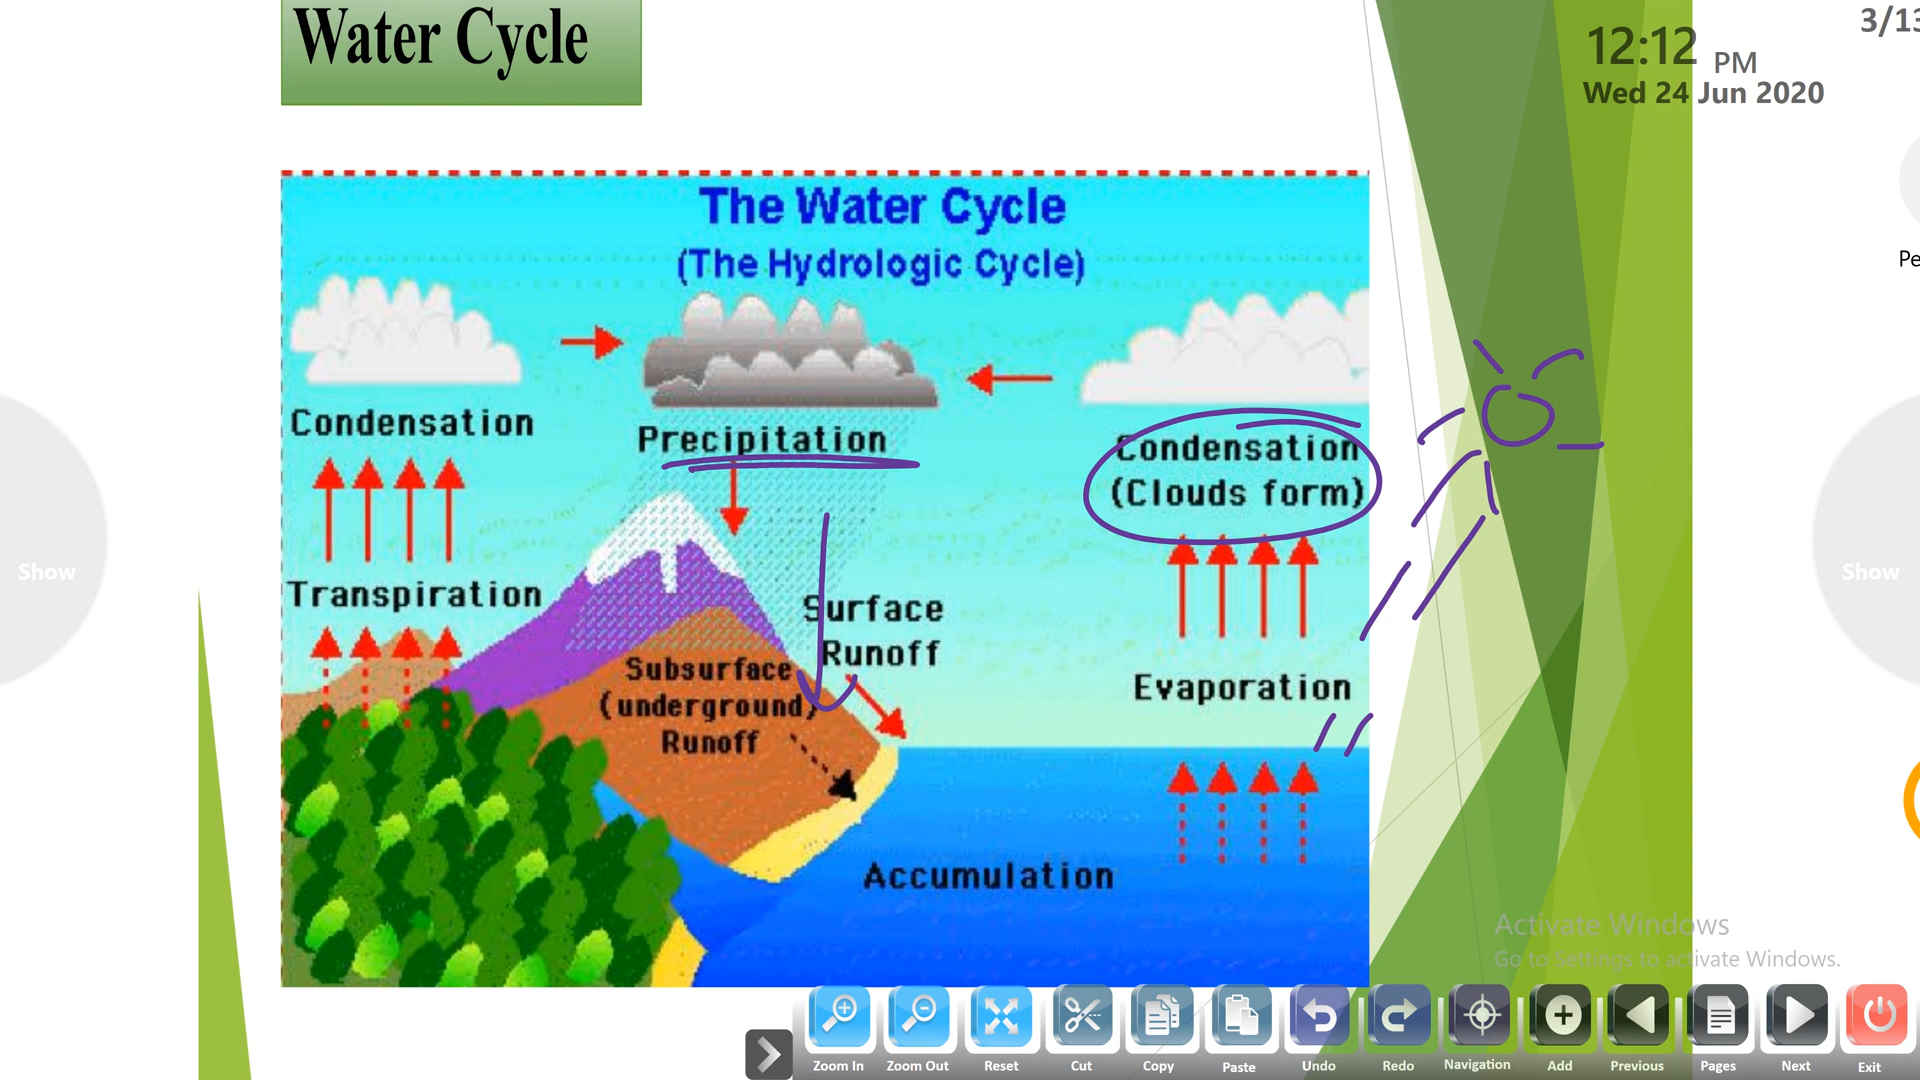 Water Cycle
12:12 PM
Wed 24 Jun 2020
3/13
The Water Cycle
(The Hydrologic Cycle)
Condensation
Precipitation
Condensation
(Clouds form)
Transpiration
Surface
Runoff
Subsurface
(underground)
Runoff
Evaporation
Accumulation
Show
Show
Pe
Activate Windows
Go to Settings to activate Windows.
Zoom In
Zoom Out
Reset
Cut
Copy
Paste
Undo
Redo
Navigation
Add
Previous
Pages
Next
Exit